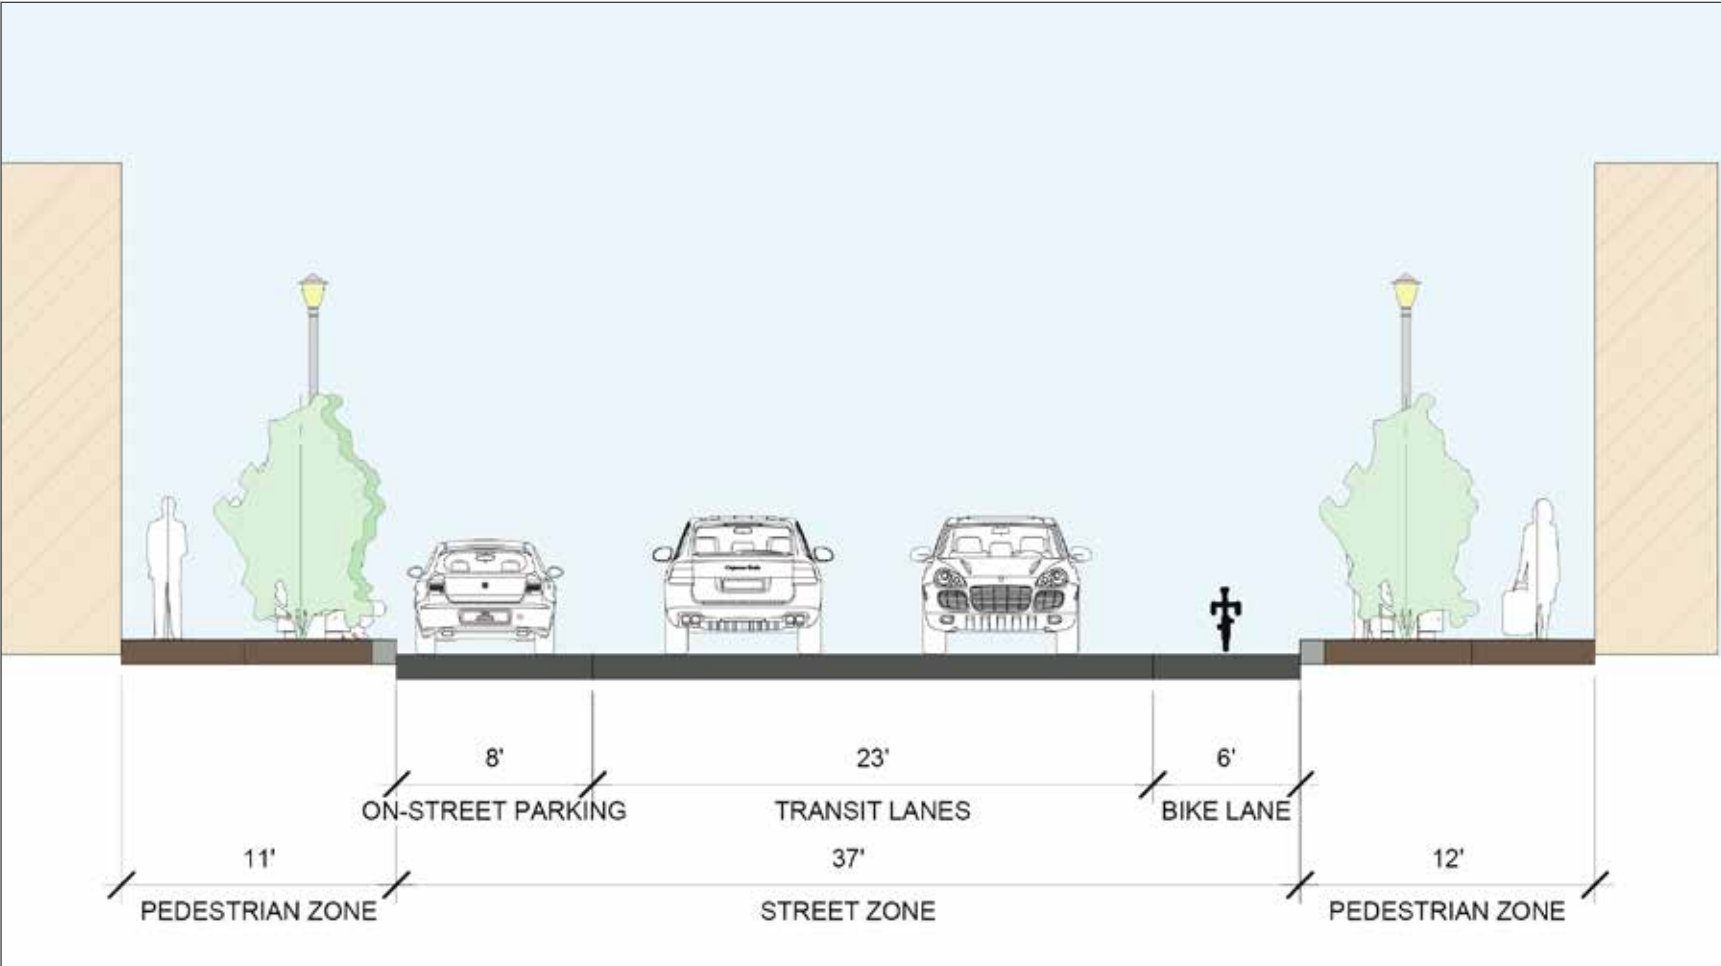 8' 23' 6'
ON-STREET PARKING TRANSIT LANES BIKE LANE
11' 37' 12'
PEDESTRIAN ZONE STREET ZONE PEDESTRIAN ZONE